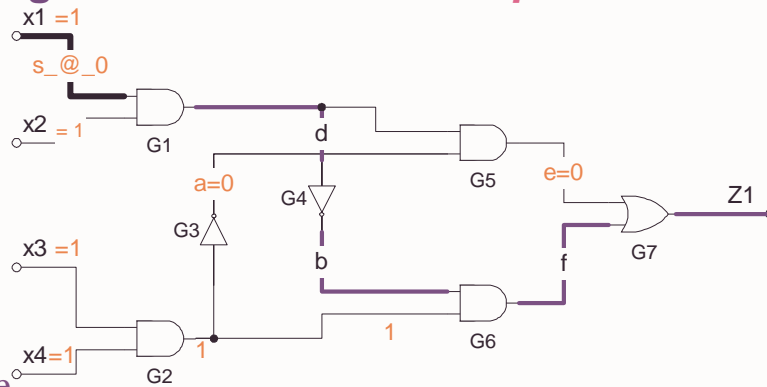 x1 =1
s_@_0
x2 = 1
G1
d
G5
e=0
a=0
G4
Z1
G3
G7
x3 =1
b
f
1
1
G6
x4 =1
G2
e